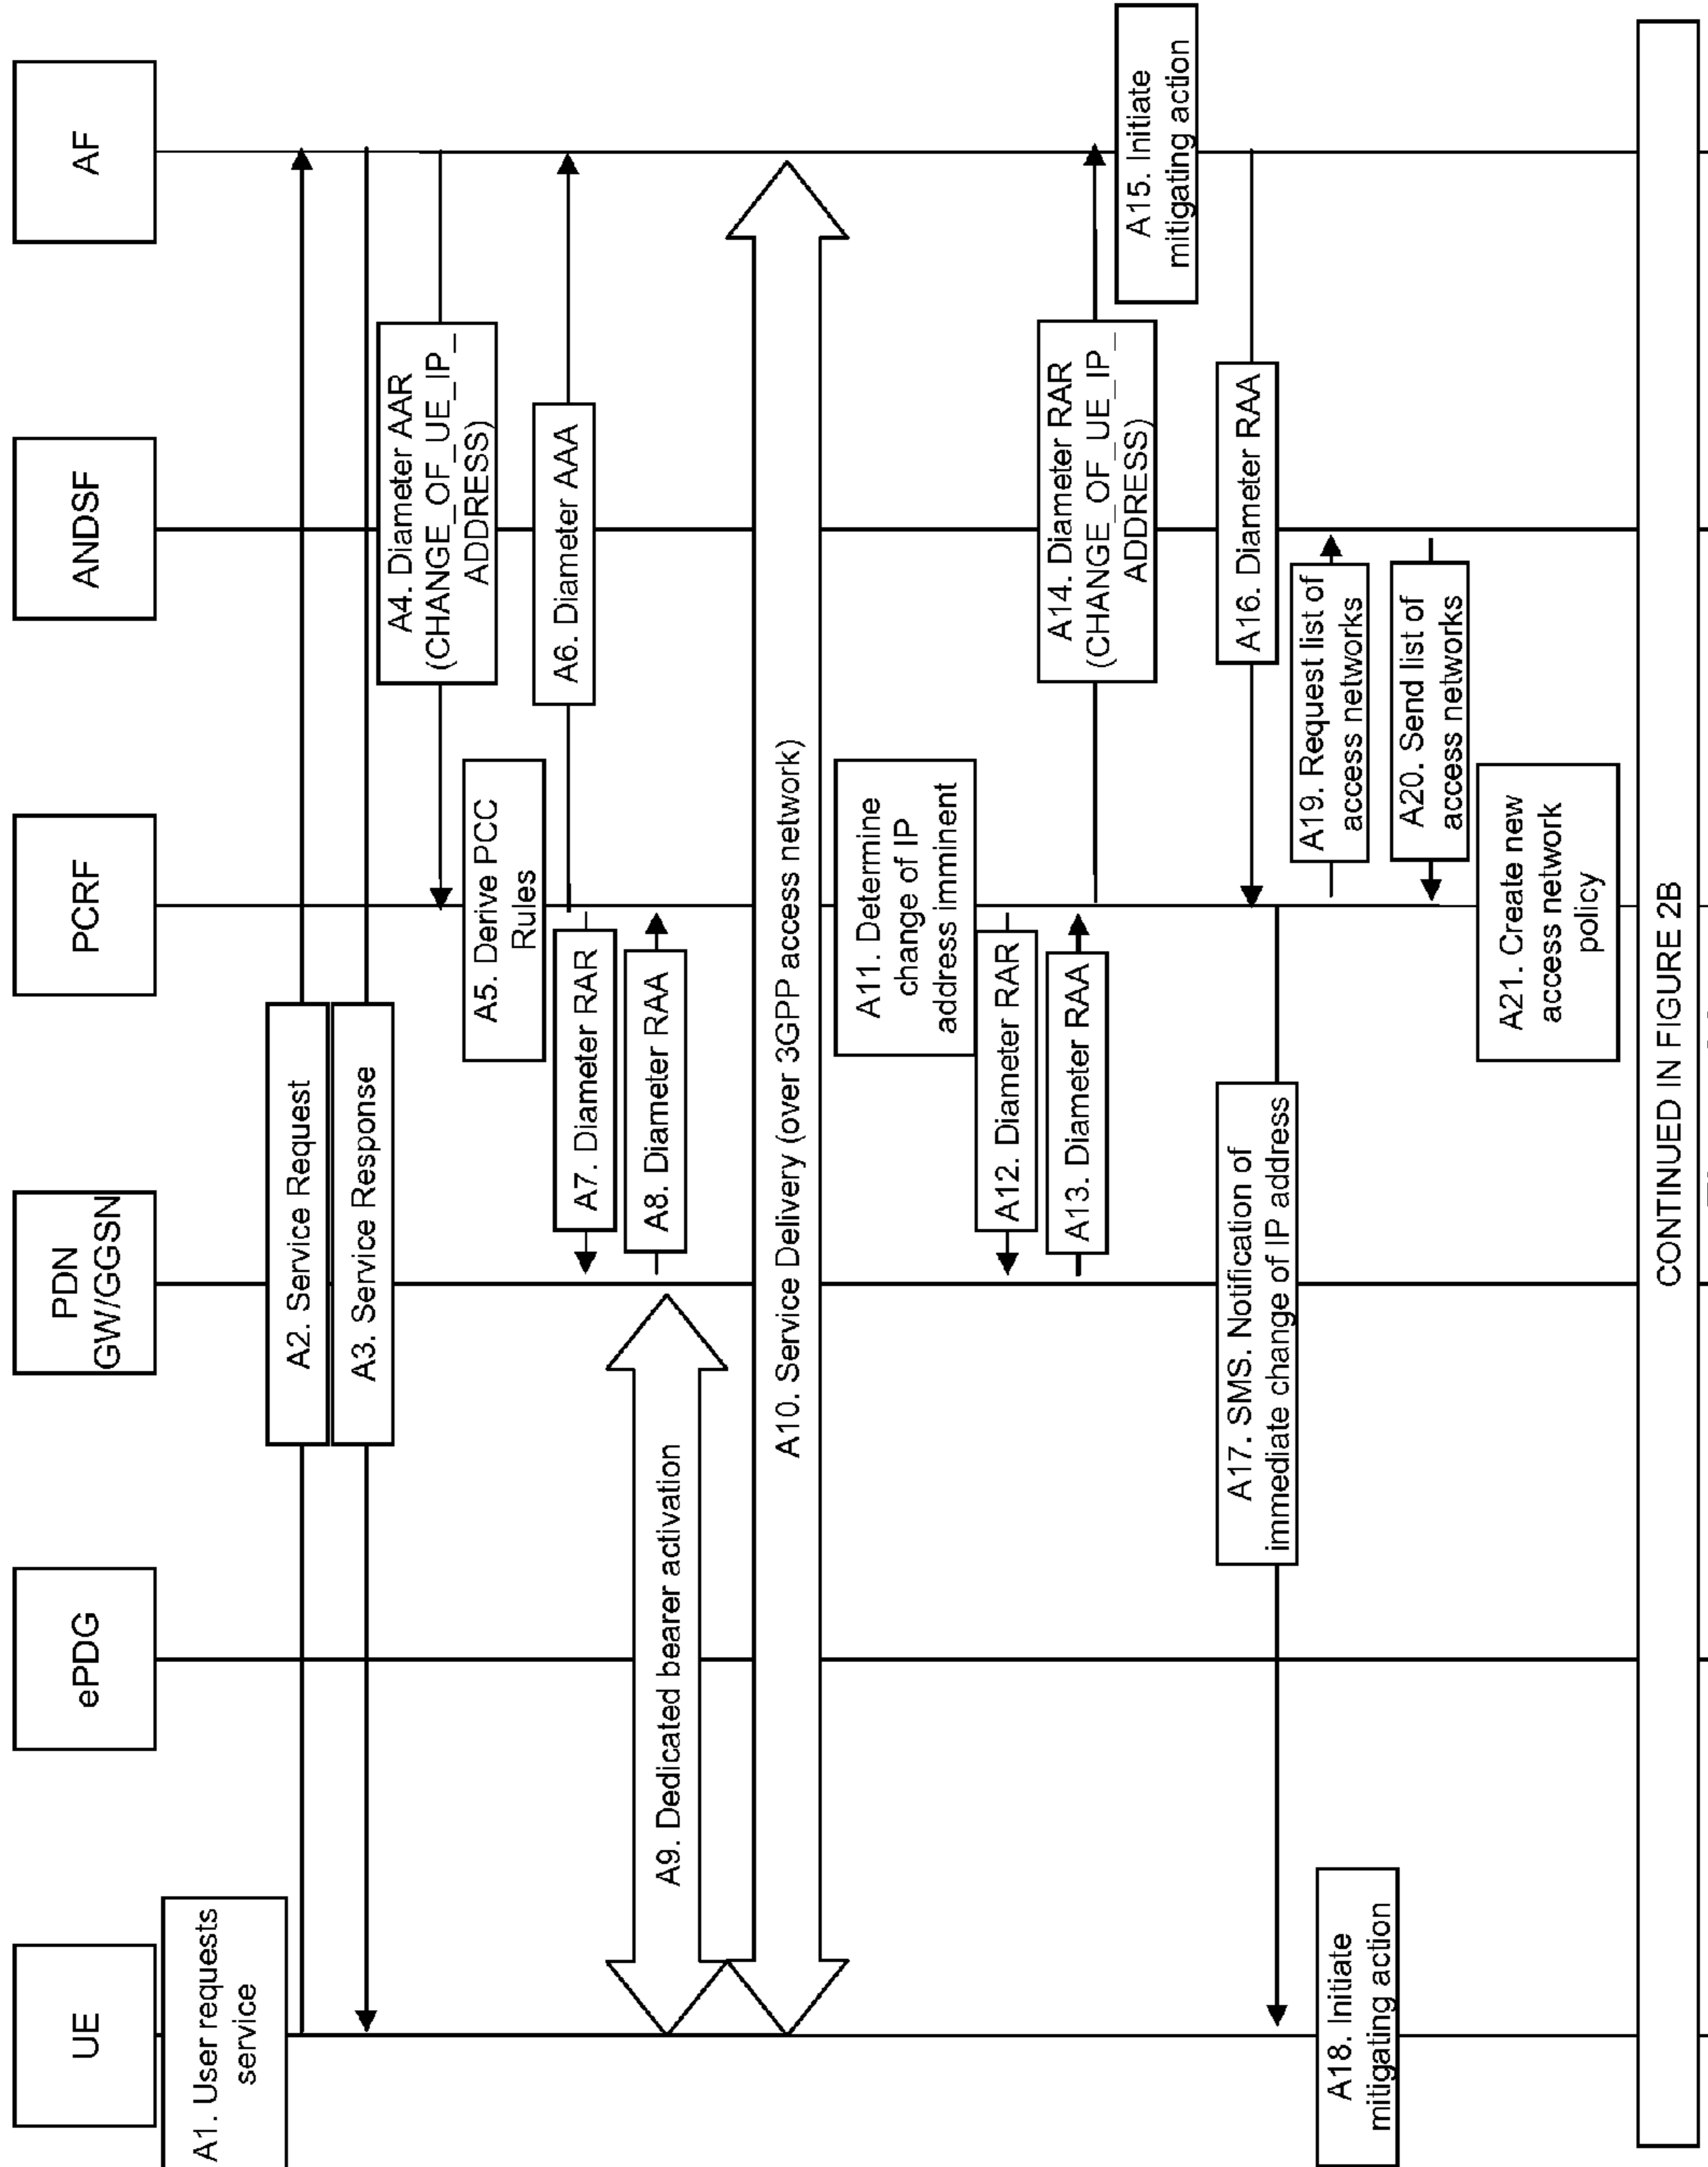 UE
ePDG
PDN
GW/GGSN
PCRF
ANDSF
AF
A1. User requests
service
A2. Service Request
A3. Service Response
A4. Diameter AAR
(CHANGE_OF_UE_IP_
ADDRESS)
A5. Derive PCC
Rules
A6. Diameter AAA
A7. Diameter RAR
A8. Diameter RAA
A9. Dedicated bearer activation
A10. Service Delivery (over 3GPP access network)
A11. Determine
change of IP
address imminent
A12. Diameter RAR
A13. Diameter RAA
A14. Diameter RAR
(CHANGE_OF_UE_IP_
ADDRESS)
A15. Initiate
mitigating action
A16. Diameter RAA
A17. SMS. Notification of
immediate change of IP address
A18. Initiate
mitigating action
A19. Request list of
access networks
A20. Send list of
access networks
A21. Create new
access network
policy
CONTINUED IN FIGURE 2B